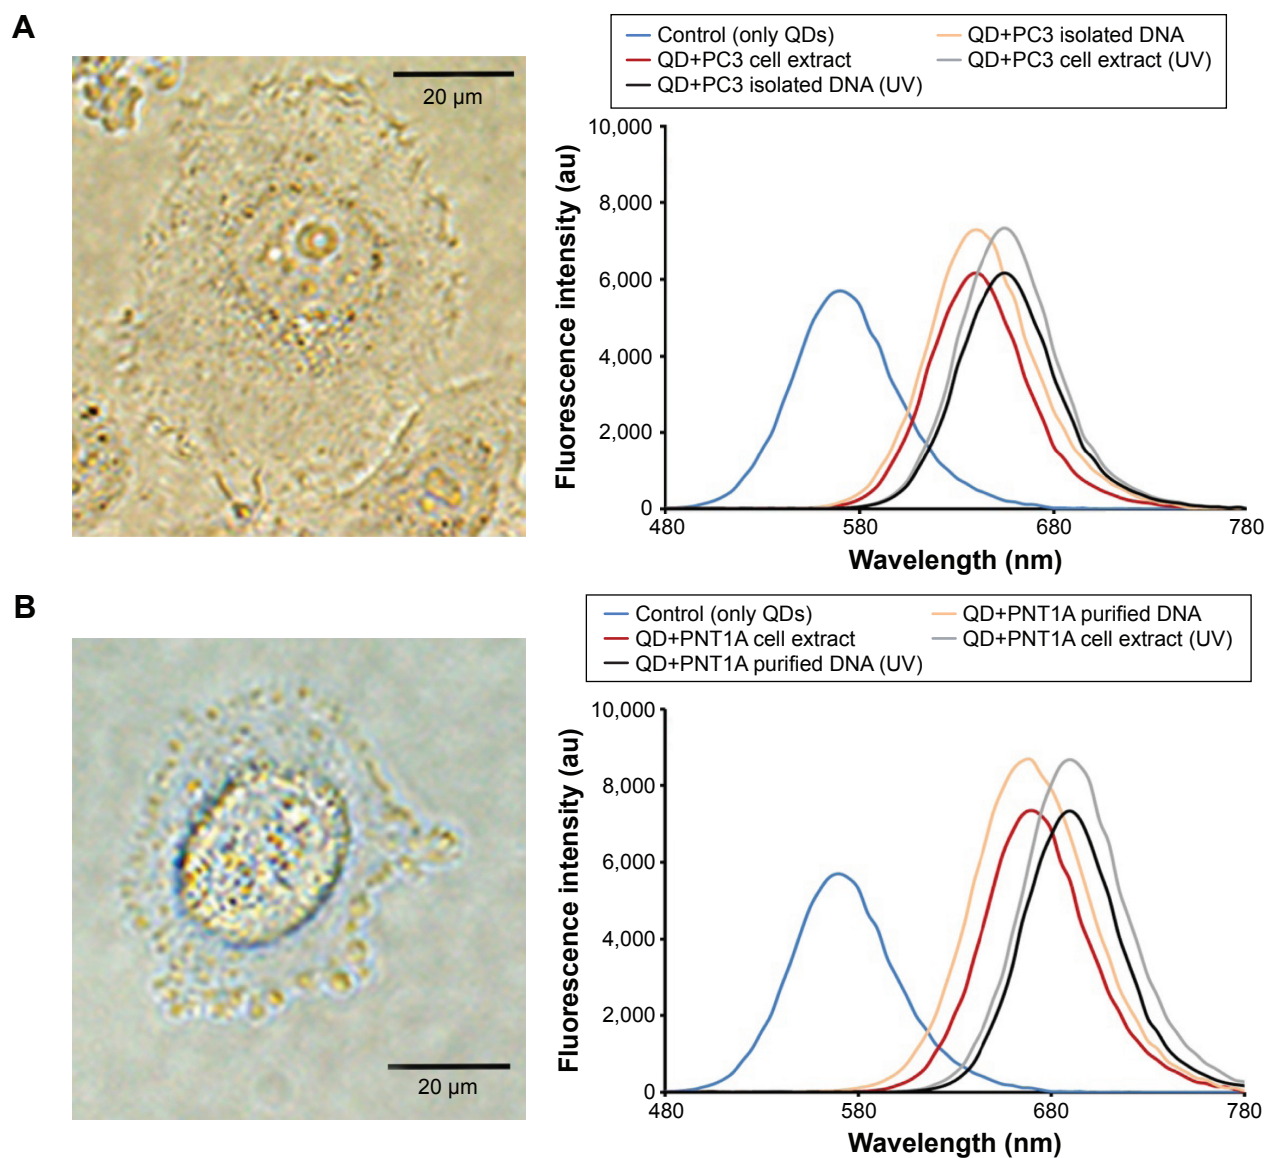 A
20 µm
Control (only QDs)
QD+PC3 isolated DNA
QD+PC3 cell extract
QD+PC3 cell extract (UV)
QD+PC3 isolated DNA (UV)
10,000
8,000
6,000
4,000
2,000
0
Fluorescence intensity (au)
480
580
680
780
Wavelength (nm)
B
20 µm
Control (only QDs)
QD+PNT1A purified DNA
QD+PNT1A cell extract
QD+PNT1A cell extract (UV)
QD+PNT1A purified DNA (UV)
10,000
8,000
6,000
4,000
2,000
0
Fluorescence intensity (au)
480
580
680
780
Wavelength (nm)